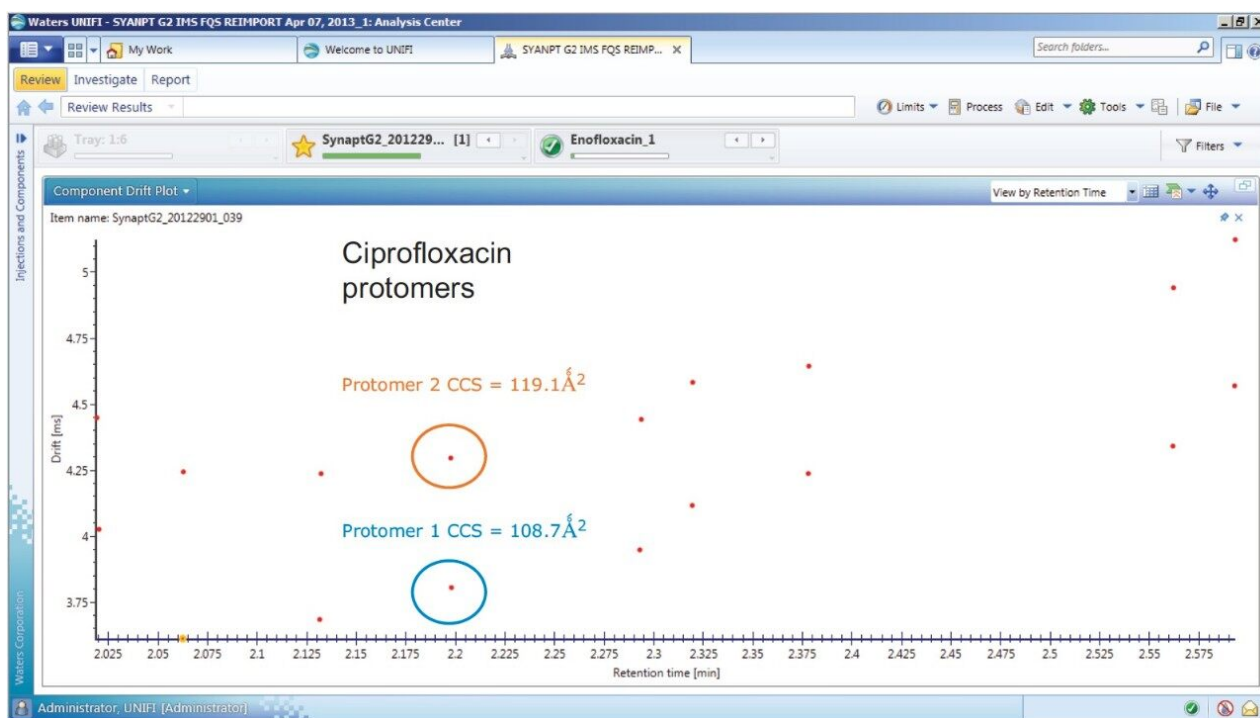 Waters UNIFI - SYANPT G2 IMS FQS REIMPORT Apr 07, 2013_1: Analysis Center
My Work
Welcome to UNIFI
SYANPT G2 IMS FQS REIMP...
Search folders...
Review Investigate Report
Review Results
Limits Process Edit Tools File
Tray: 1:6
SynaptG2_201229... [1]
Enofloxacin_1
Filters
Injections and Components
Component Drift Plot
View by Retention Time
Item name: SynaptG2_20122901_039
Ciprofloxacin
protomers
Protomer 2 CCS = 119.1Å2
Protomer 1 CCS = 108.7Å2
Drift [ms]
5
4.75
4.5
4.25
4
3.75
2.025 2.05 2.075 2.1 2.125 2.15 2.175 2.2 2.225 2.25 2.275 2.3 2.325 2.35 2.375 2.4 2.425 2.45 2.475 2.5 2.525 2.55 2.575
Retention time [min]
Waters Corporation
Administrator, UNIFI [Administrator]